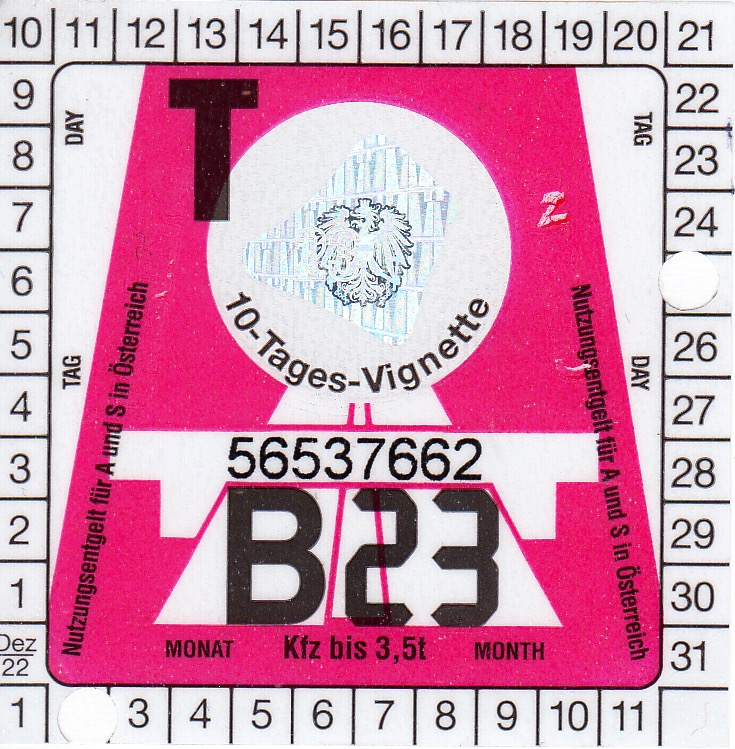 10 11 12 13 14 15 16 17 18 19 20 21
9
8
7
6
5
4
3
2
1
Dez
22
22
23
24
26
27
28
29
30
31
1 3 4 5 6 7 8 9 10 11
DAY
TAG
TAG
DAY
T
Z
10-Tages-Vignette
Nutzungsentgelt für A und S in Österreich
Nutzungsentgelt für A und S in Österreich
56537662
B23
MONAT Kfz bis 3,5t MONTH